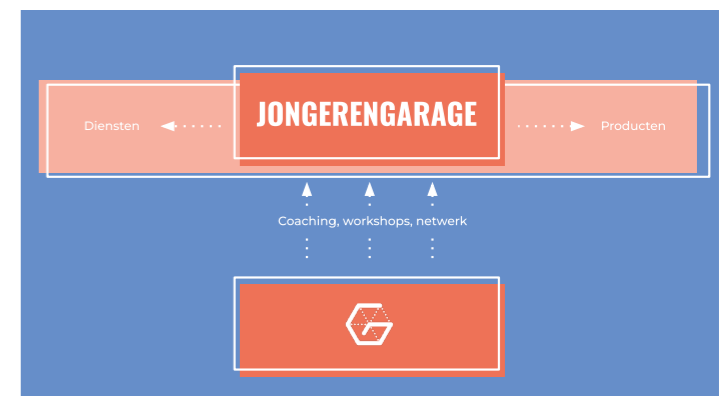 JONGERENGARAGE
Diensten
Producten
Coaching, workshops, netwerk